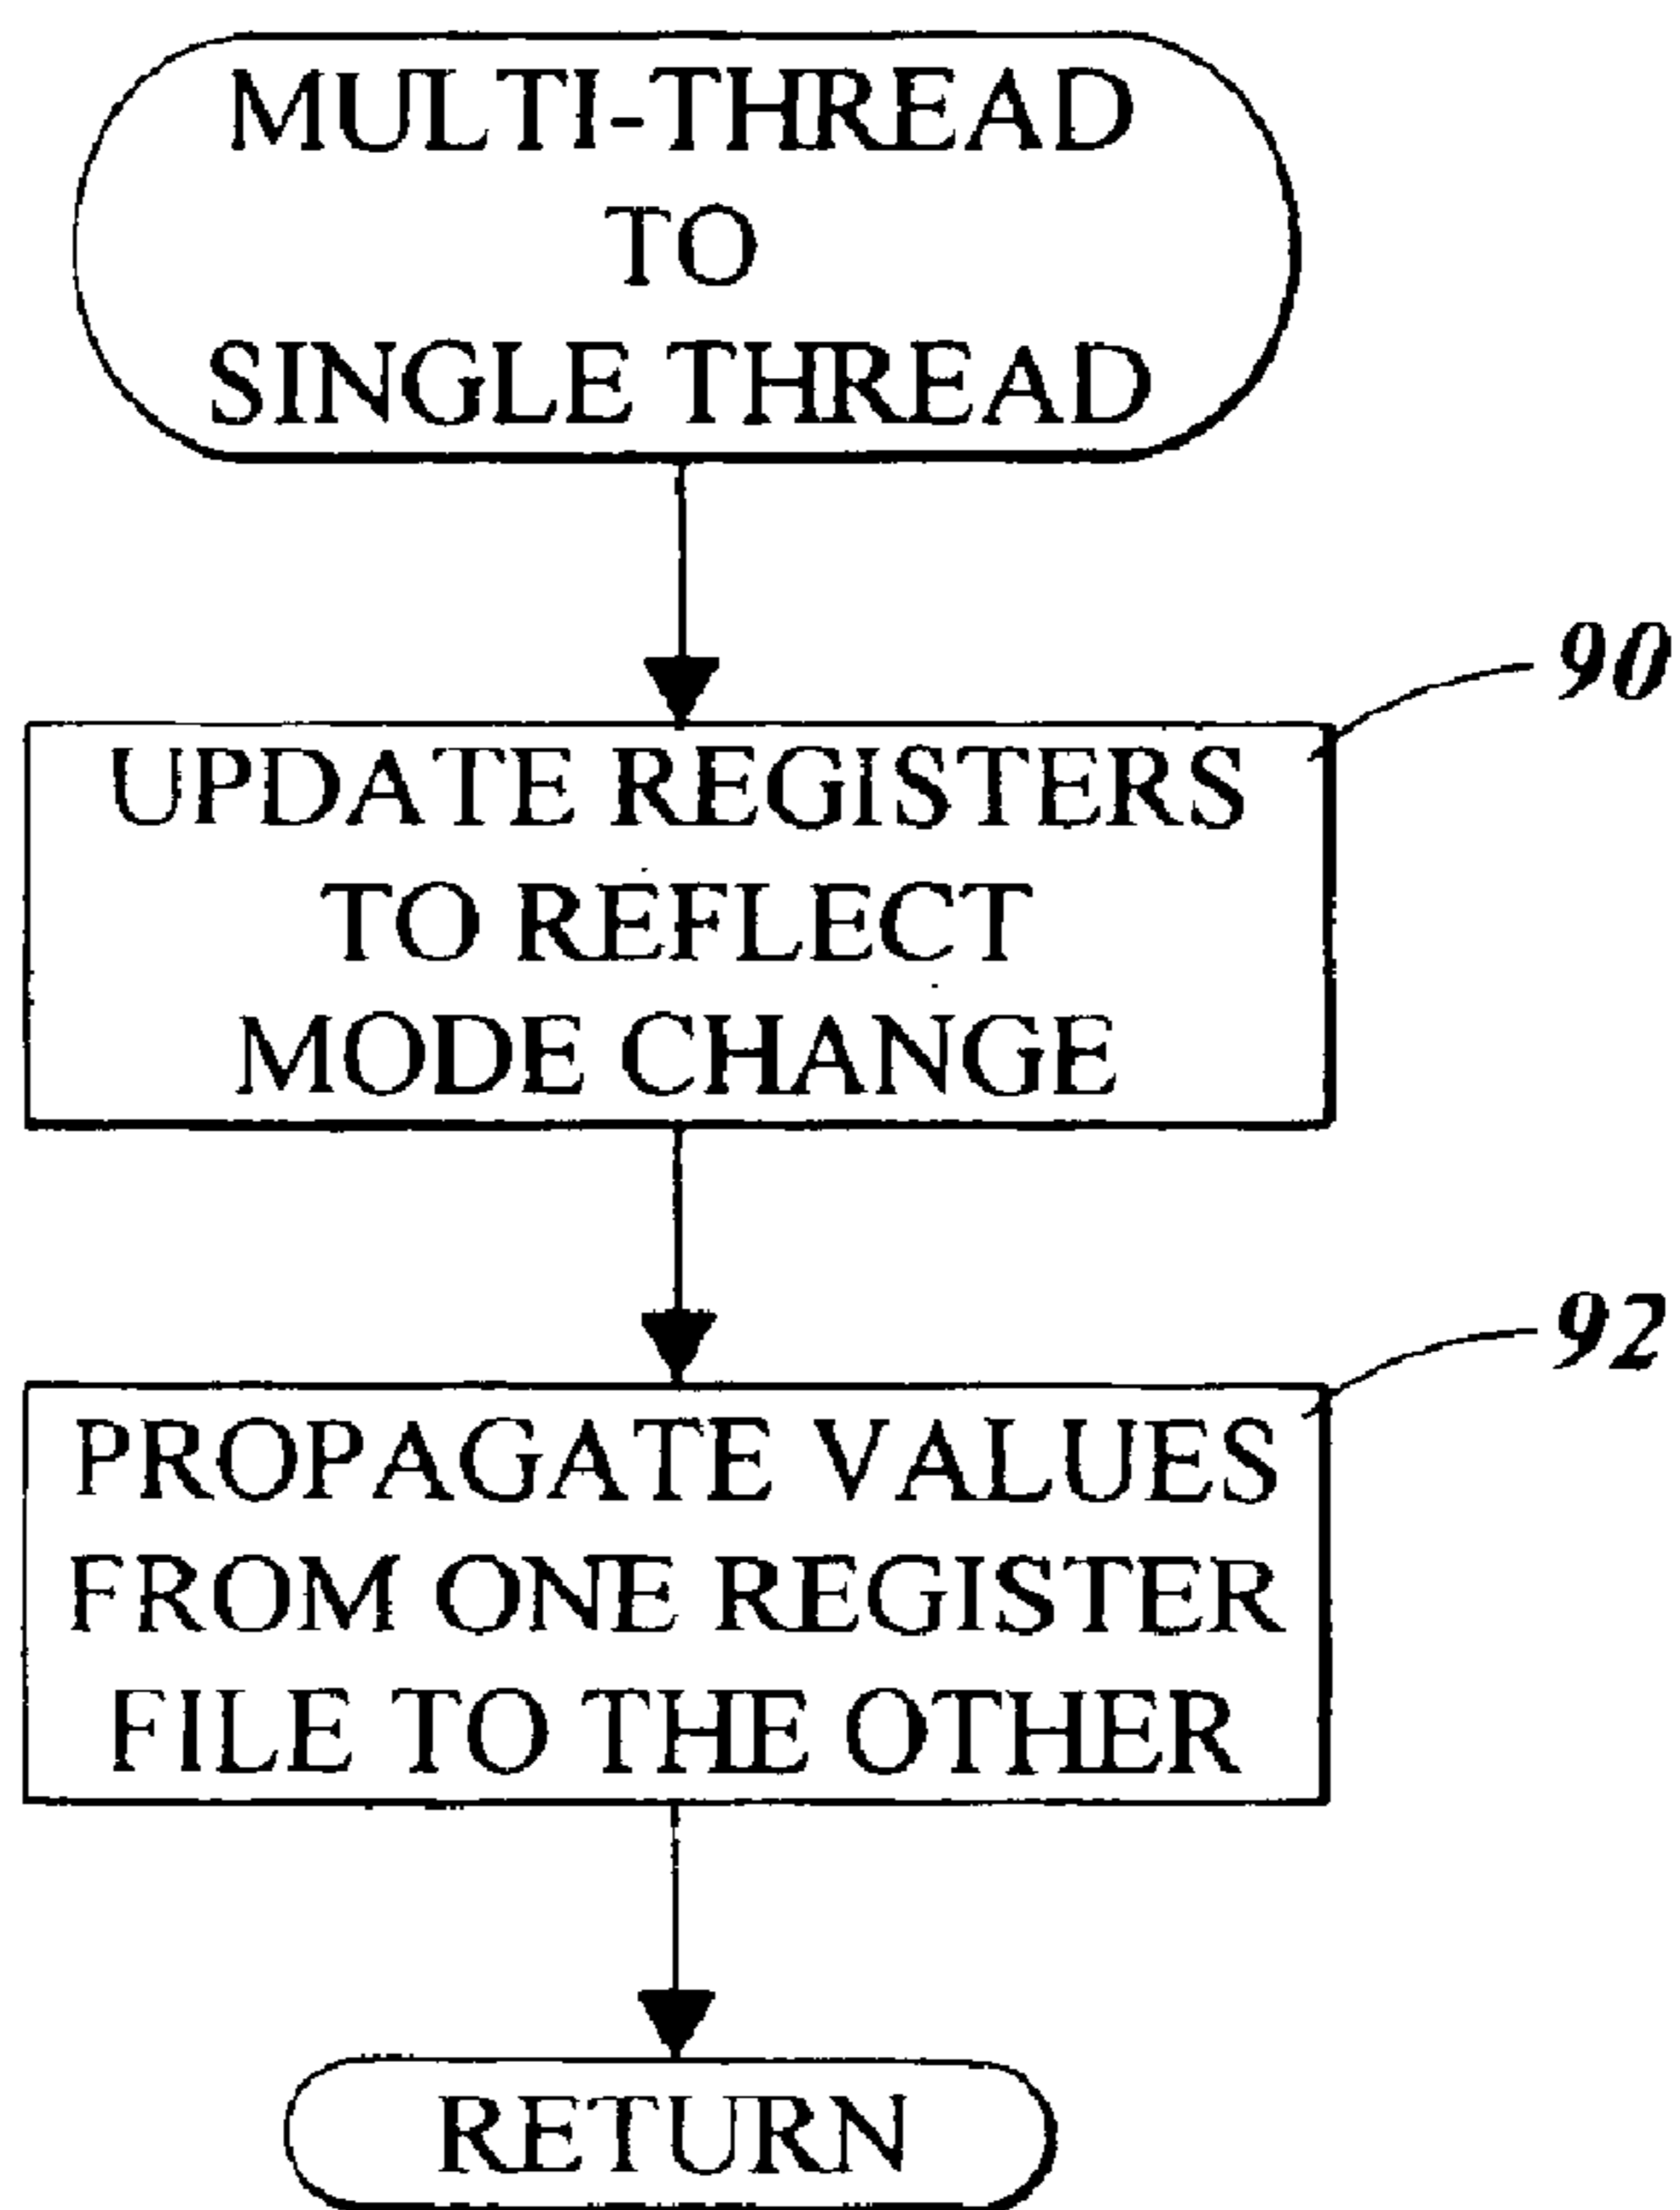 MULTI-THREAD
TO
SINGLE THREAD
90
UPDATE REGISTERS
TO REFLECT
MODE CHANGE
92
PROPAGATE VALUES
FROM ONE REGISTER
FILE TO THE OTHER
RETURN